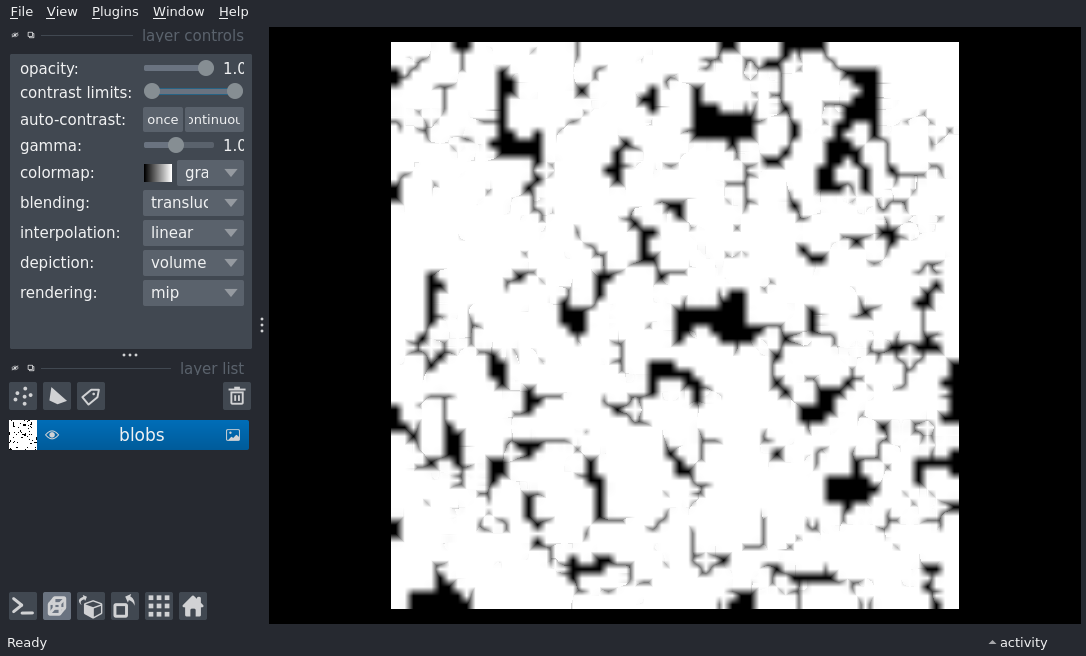 File View Plugins Window Help
layer controls
opacity: 1.0
contrast limits:
auto-contrast: once ontinuou
gamma: 1.0
colormap: gra
blending: transluc
interpolation: linear
depiction: volume
rendering: mip
layer list
blobs
Ready
activity